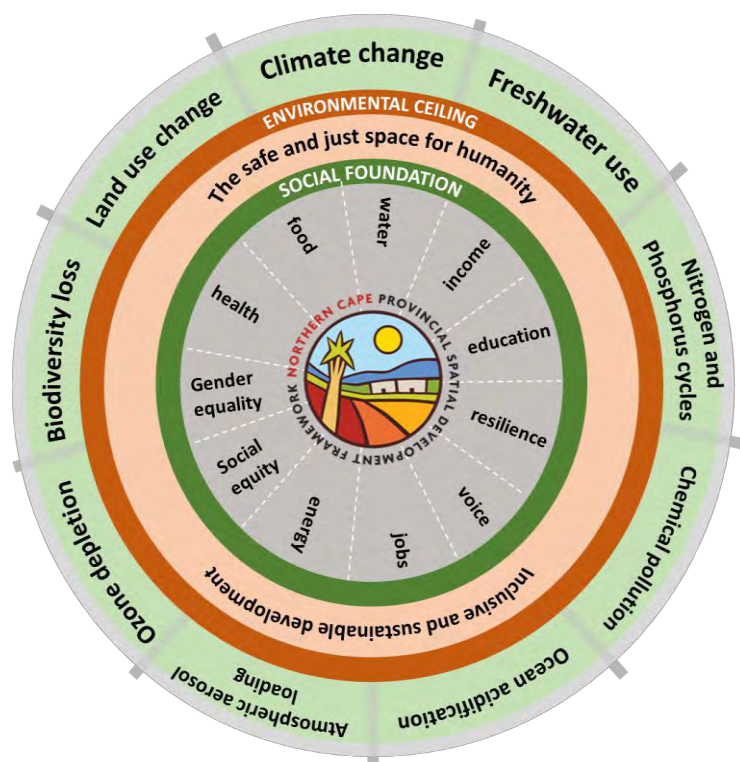 Climate change
Freshwater use
Nitrogen and
Phosphorus cycles
Chemical pollution
Ocean acidification
Atmospheric aerosol
loading
Ozone depletion
Biodiversity loss
Land use change
ENVIRONMENTAL CEILING
The safe and just space for humanity
Inclusive and sustainable development
SOCIAL FOUNDATION
water
income
education
resilience
voice
jobs
energy
Social
equity
Gender
equality
health
food
NORTHERN CAPE PROVINCIAL SPATIAL DEVELOPMENT FRAMEWORK